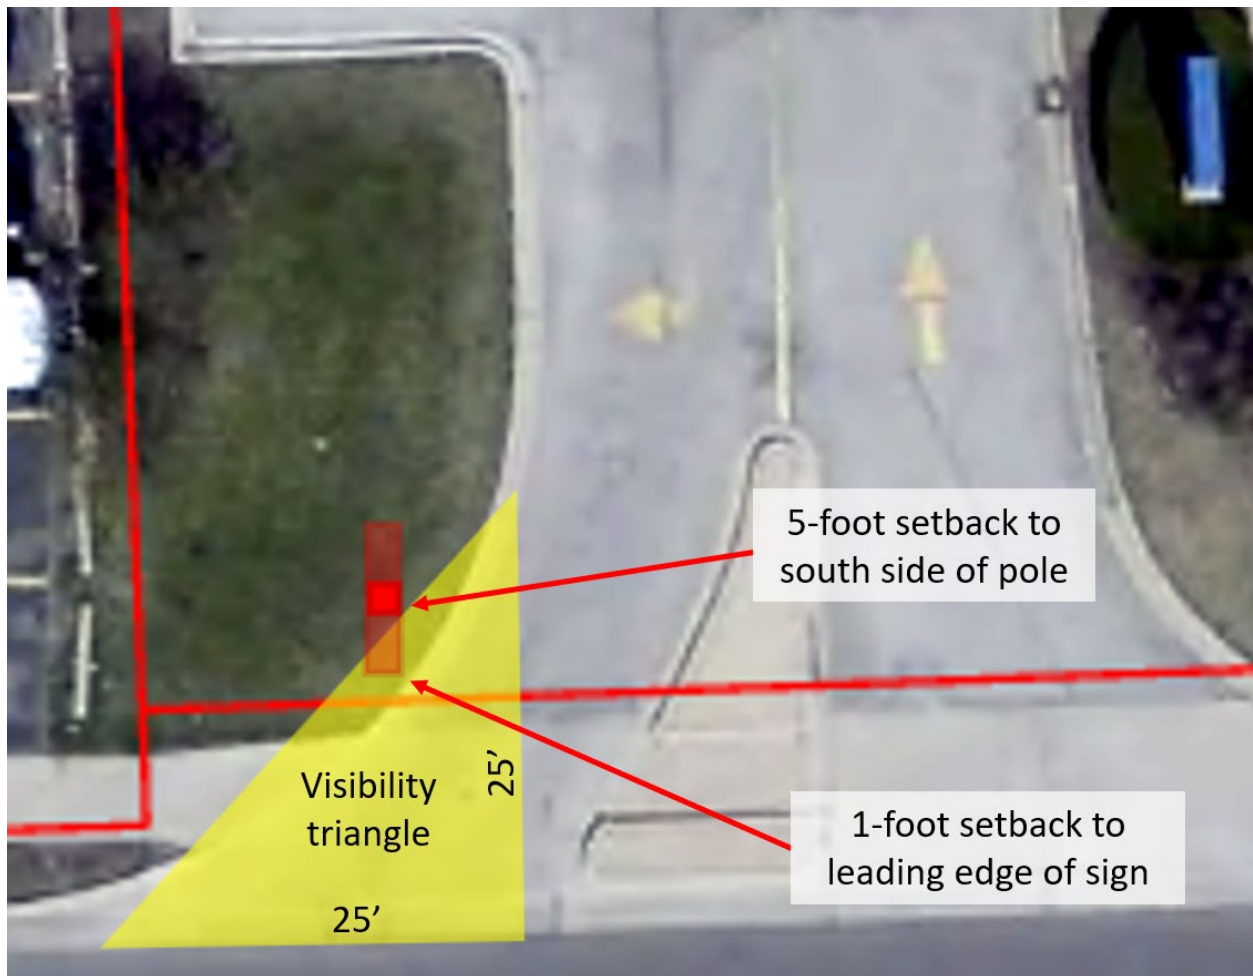 5-foot setback to
south side of pole
25’
Visibility
triangle
1-foot setback to
leading edge of sign
25’